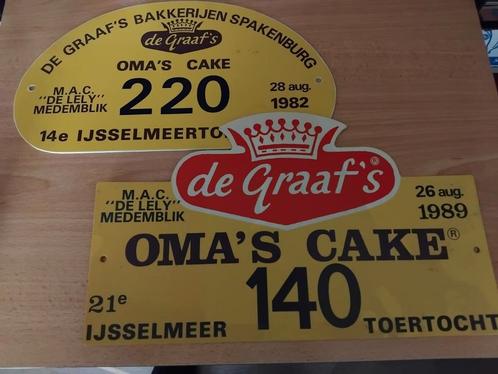 DE GRAAF'S BAKKERIJEN SPAKENBURG
de Graaf's
OMA'S CAKE
M.A.C.
"DE LELY"
MEDEMBLIK
220
28 aug.
1982
14e IJSSELMEERTO
de Graaf's®
M.A.C.
"DE LELY"
MEDEMBLIK
26 aug.
1989
OMA'S CAKE®
21e
140
IJSSELMEER
TOERTOCHT